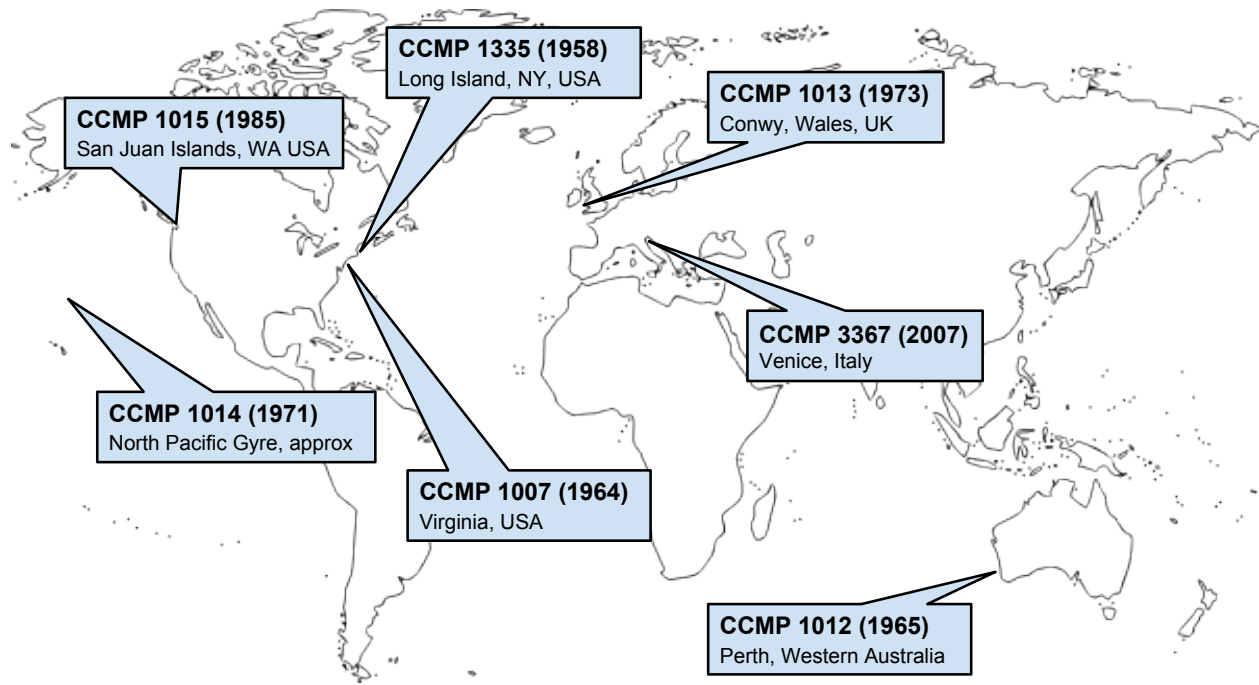 CCMP 1335 (1958)
Long Island, NY, USA
CCMP 1013 (1973)
Conwy, Wales, UK
CCMP 1015 (1985)
San Juan Islands, WA USA
CCMP 3367 (2007)
Venice, Italy
CCMP 1014 (1971)
North Pacific Gyre, approx
CCMP 1007 (1964)
Virginia, USA
CCMP 1012 (1965)
Perth, Western Australia